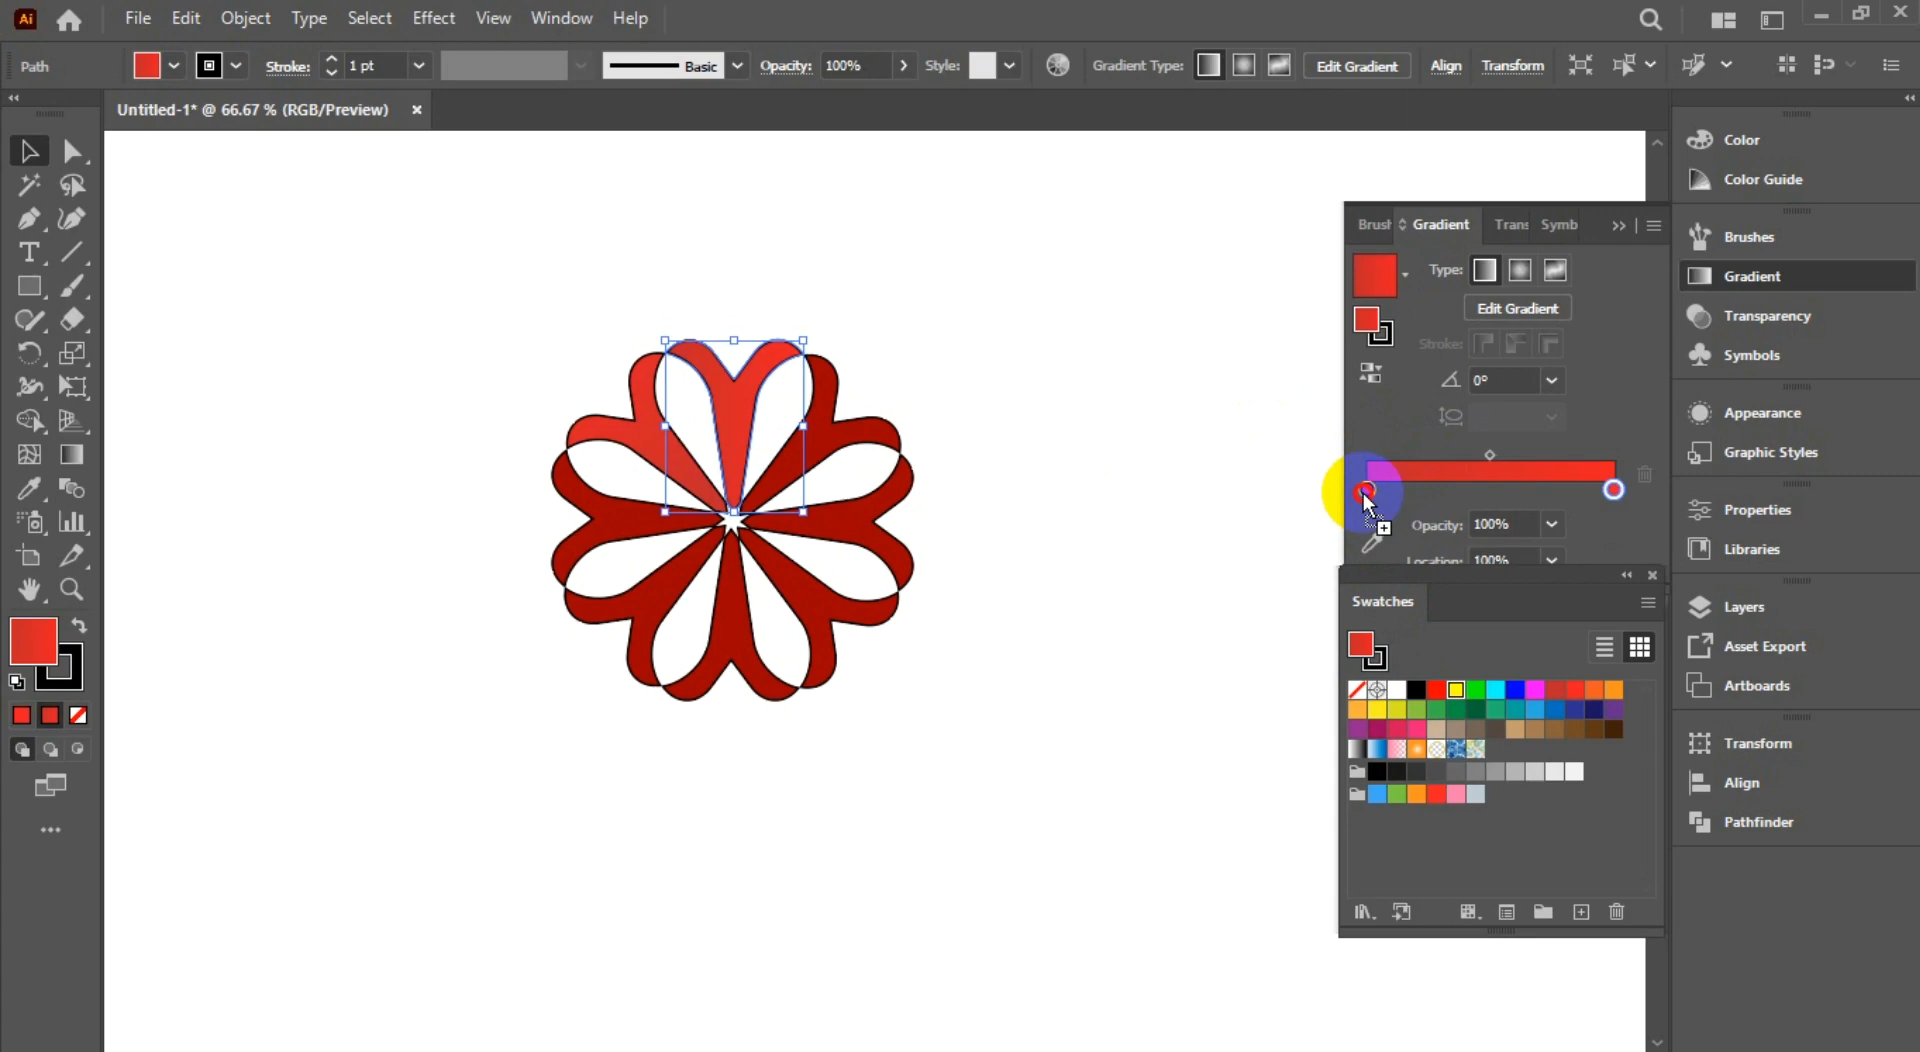 Ai File Edit Object Type Select Effect View Window Help
Path Stroke: 1 pt Basic Opacity: 100% Style: Gradient Type: Edit Gradient Align Transform
Untitled-1* @ 66.67 % (RGB/Preview)
Brush Gradient Trans Symb
Type:
Edit Gradient
Stroke:
0°
Opacity: 100%
Location: 100%
Swatches
Color
Color Guide
Brushes
Gradient
Transparency
Symbols
Appearance
Graphic Styles
Properties
Libraries
Layers
Asset Export
Artboards
Transform
Align
Pathfinder